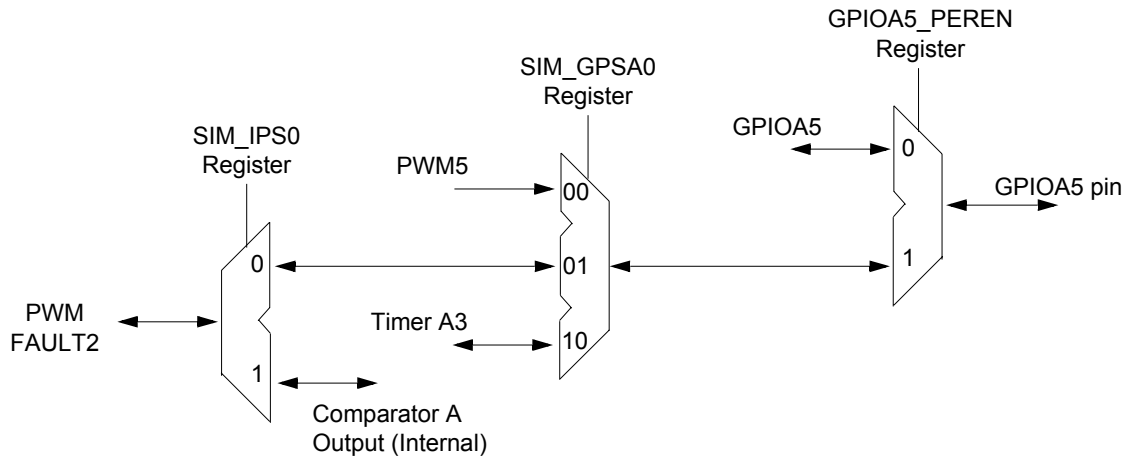 GPIOA5_PEREN
Register
SIM_GPSA0
Register
SIM_IPS0
Register
GPIOA5
0
PWM5
00
GPIOA5 pin
0
01
1
PWM
FAULT2
Timer A3
10
1
Comparator A
Output (Internal)